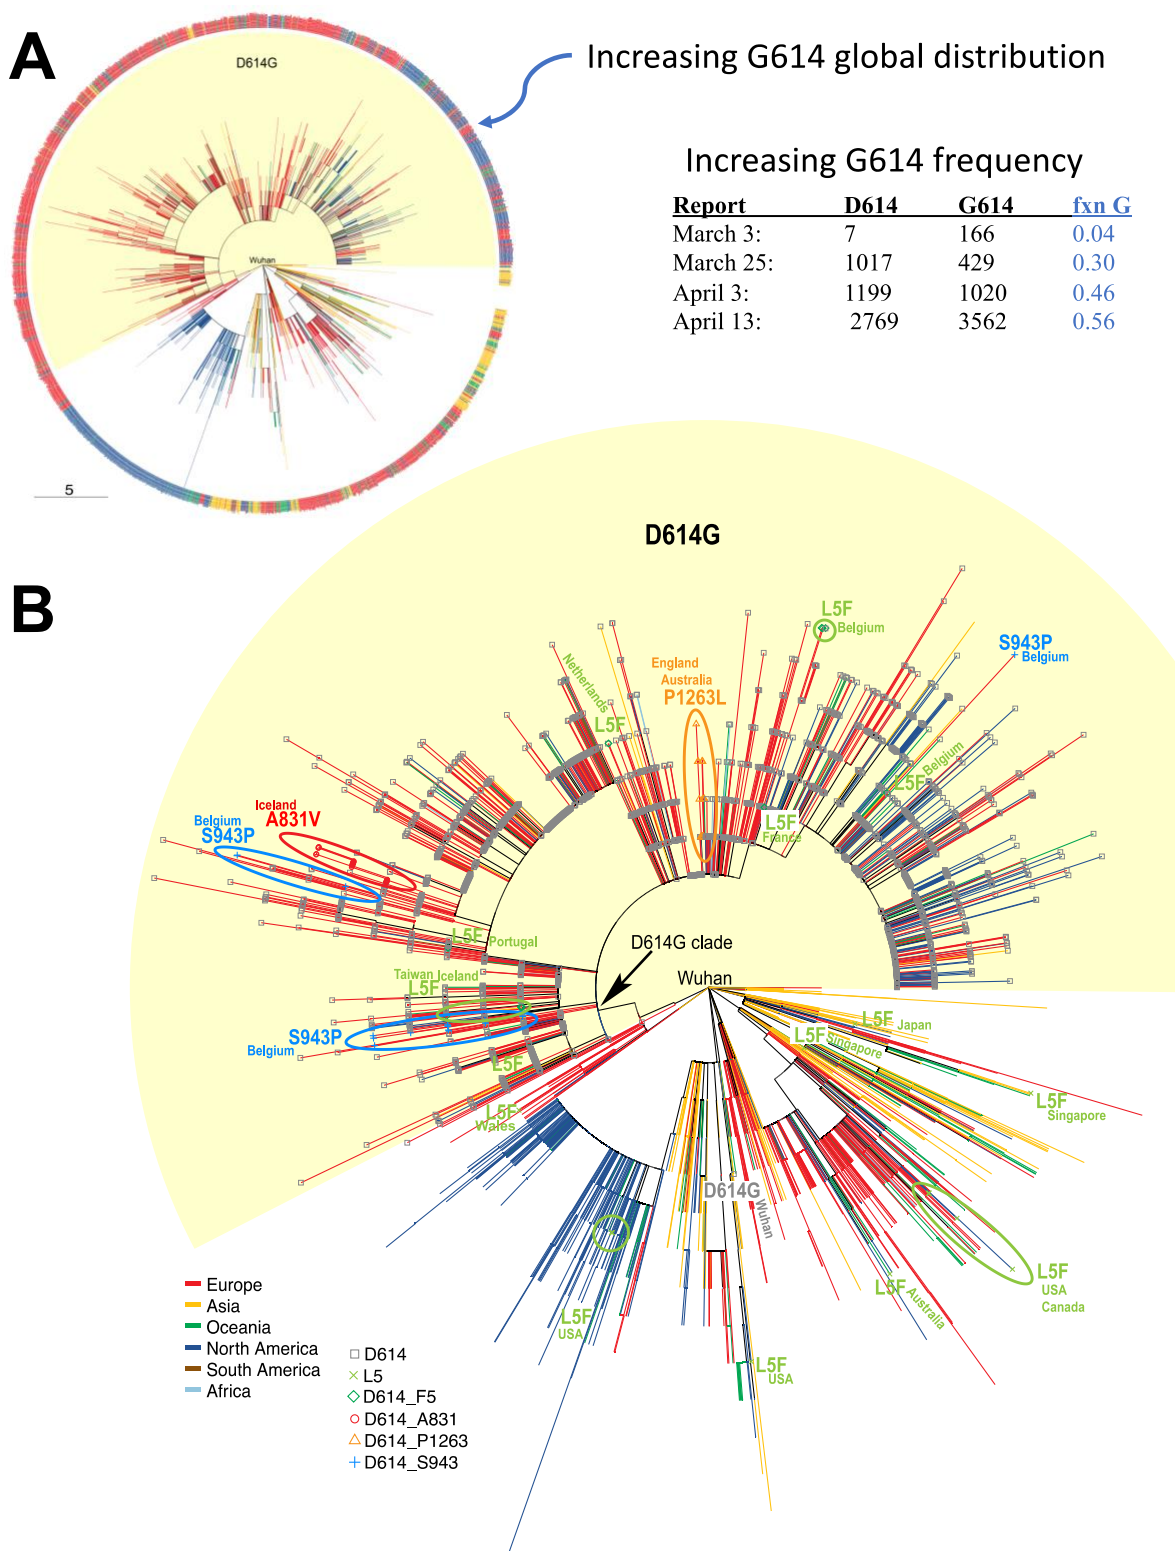 A
D614G
Increasing G614 global distribution
Increasing G614 frequency
Report D614 G614 fxn G
March 3: 7 166 0.04
March 25: 1017 429 0.30
April 3: 1199 1020 0.46
April 13: 2769 3562 0.56
Wuhan
5
B
D614G
L5F
Belgium
S943P
Belgium
Netherlands
L5F
England
Australia
P1263L
L5F
Belgium
L5F
France
Iceland
A831V
Belgium
S943P
L5F Portugal
D614G clade
Wuhan
Taiwan Iceland
L5F
S943P
Belgium
L5F
L5F
Wales
L5F Japan
L5F Singapore
L5F
Singapore
D614G
Wuhan
L5F
USA
Canada
L5F Australia
L5F
USA
L5F
USA
Europe
Asia
Oceania
North America
South America
Africa
D614
L5
D614_F5
D614_A831
D614_P1263
D614_S943